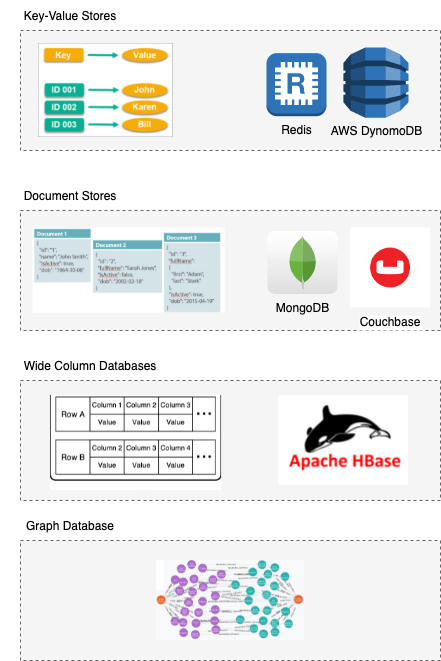 Key-Value Stores
Key Value
ID 001 John
ID 002 Karen
ID 003 Bill
R
Redis
AWS DynomoDB
Document Stores
Document 1
{
"id": "1",
"name": "John Smith",
"isActive": true,
"dob": "1964-30-08"
}
Document 2
{
"id": "2",
"fullName": "Sarah Jones",
"isActive": false,
"dob": "2002-02-18"
}
Document 3
{
"id": "3",
"fullName":
{
"first": "Adam",
"last": "Stark"
},
"isActive": true,
"dob": "2015-04-19"
}
MongoDB
Couchbase
Wide Column Databases
Row A
Column 1 Column 2 Column 3 ...
Value Value Value
Row B
Column 2 Column 3 Column 4 ...
Value Value Value
Apache HBase
Graph Database